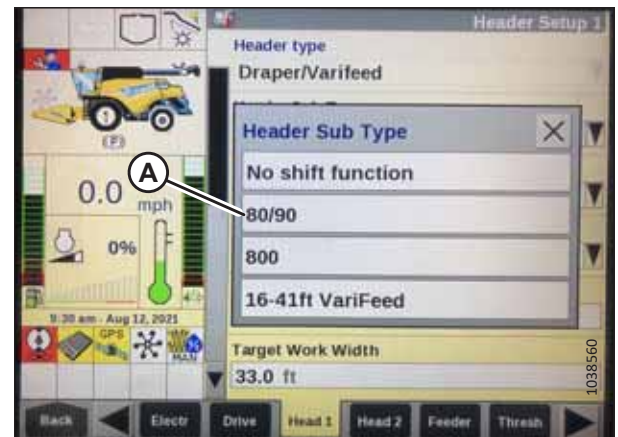 Header Setup 1
Header type
Draper/Varifeed
Header Sub Type
No shift function
80/90
800
16-41ft VariFeed
A
1
(F)
0.0 mph
0%
9:30 am - Aug 12, 2021
GPS
MAN
Target Work Width
33.0 ft
1038560
Back
Electr
Drive
Head 1
Head 2
Feeder
Thresh